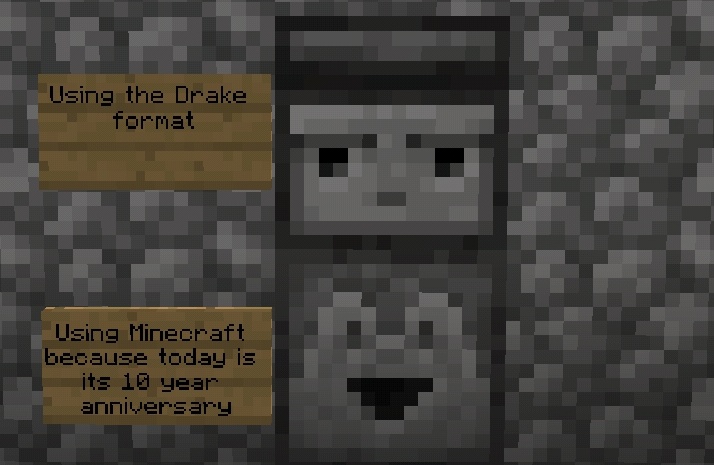 Using the Drake
format
Using Minecraft
because today is
its 10 year
anniversary